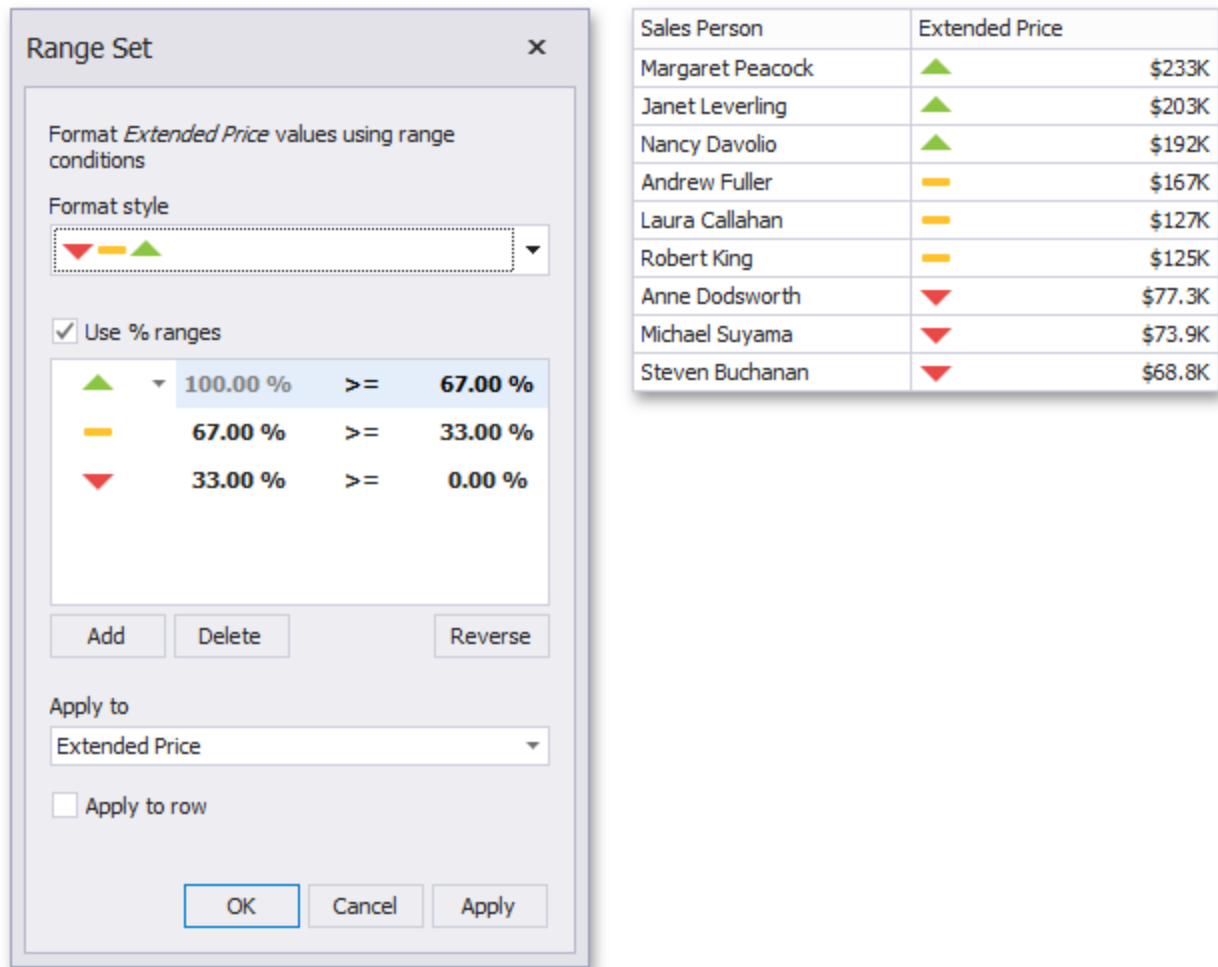 Range Set
Format Extended Price values using range
conditions
Format style
Use % ranges
100.00 % >= 67.00 %
67.00 % >= 33.00 %
33.00 % >= 0.00 %
Add Delete Reverse
Apply to
Extended Price
Apply to row
OK Cancel Apply
Sales Person Extended Price
Margaret Peacock $233K
Janet Leverling $203K
Nancy Davolio $192K
Andrew Fuller $167K
Laura Callahan $127K
Robert King $125K
Anne Dodsworth $77.3K
Michael Suyama $73.9K
Steven Buchanan $68.8K